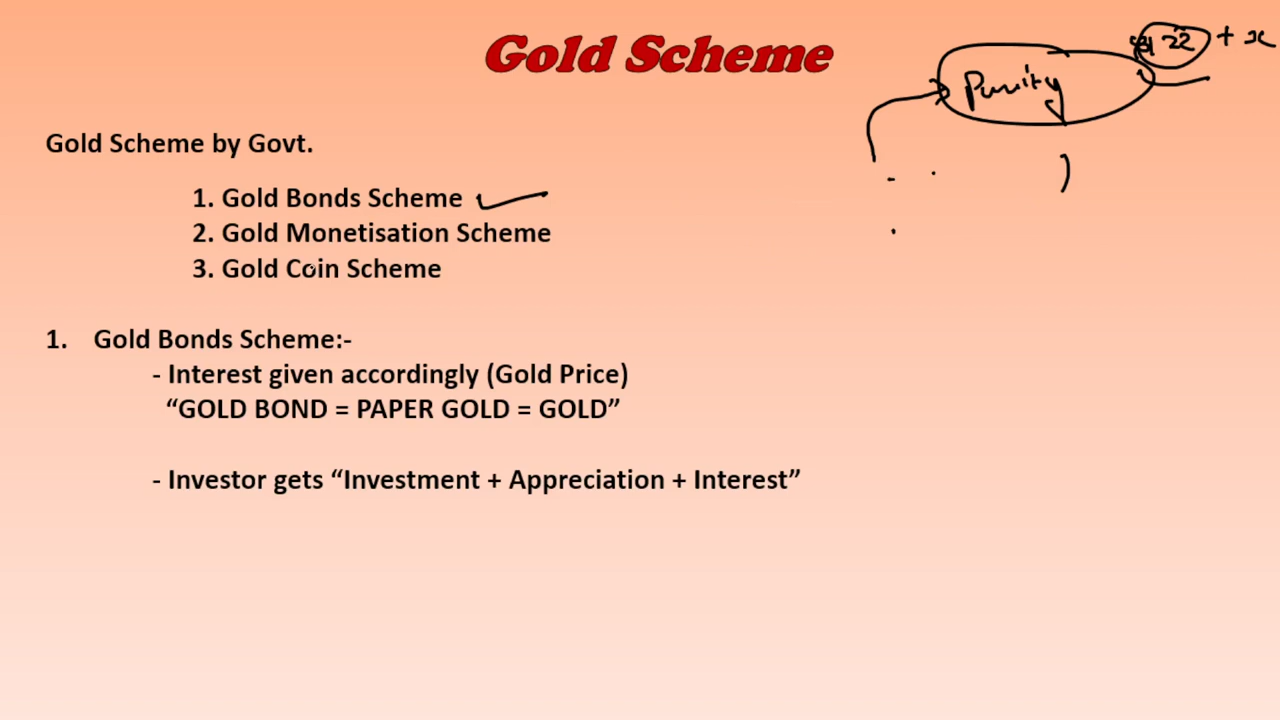 Gold Scheme
22 + x
Purity
Gold Scheme by Govt.
1. Gold Bonds Scheme
2. Gold Monetisation Scheme
3. Gold Coin Scheme
1. Gold Bonds Scheme:-
- Interest given accordingly (Gold Price)
“GOLD BOND = PAPER GOLD = GOLD”
- Investor gets “Investment + Appreciation + Interest”